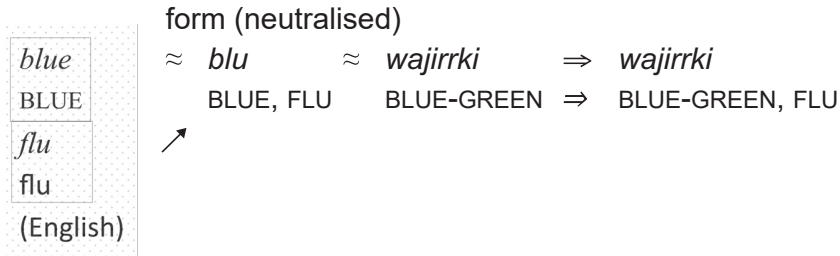 form (neutralised)
blue ≈ blu ≈ wajirrki ⇒ wajirrki
BLUE BLUE, FLU BLUE-GREEN ⇒ BLUE-GREEN, FLU
flu ↗
flu
(English)